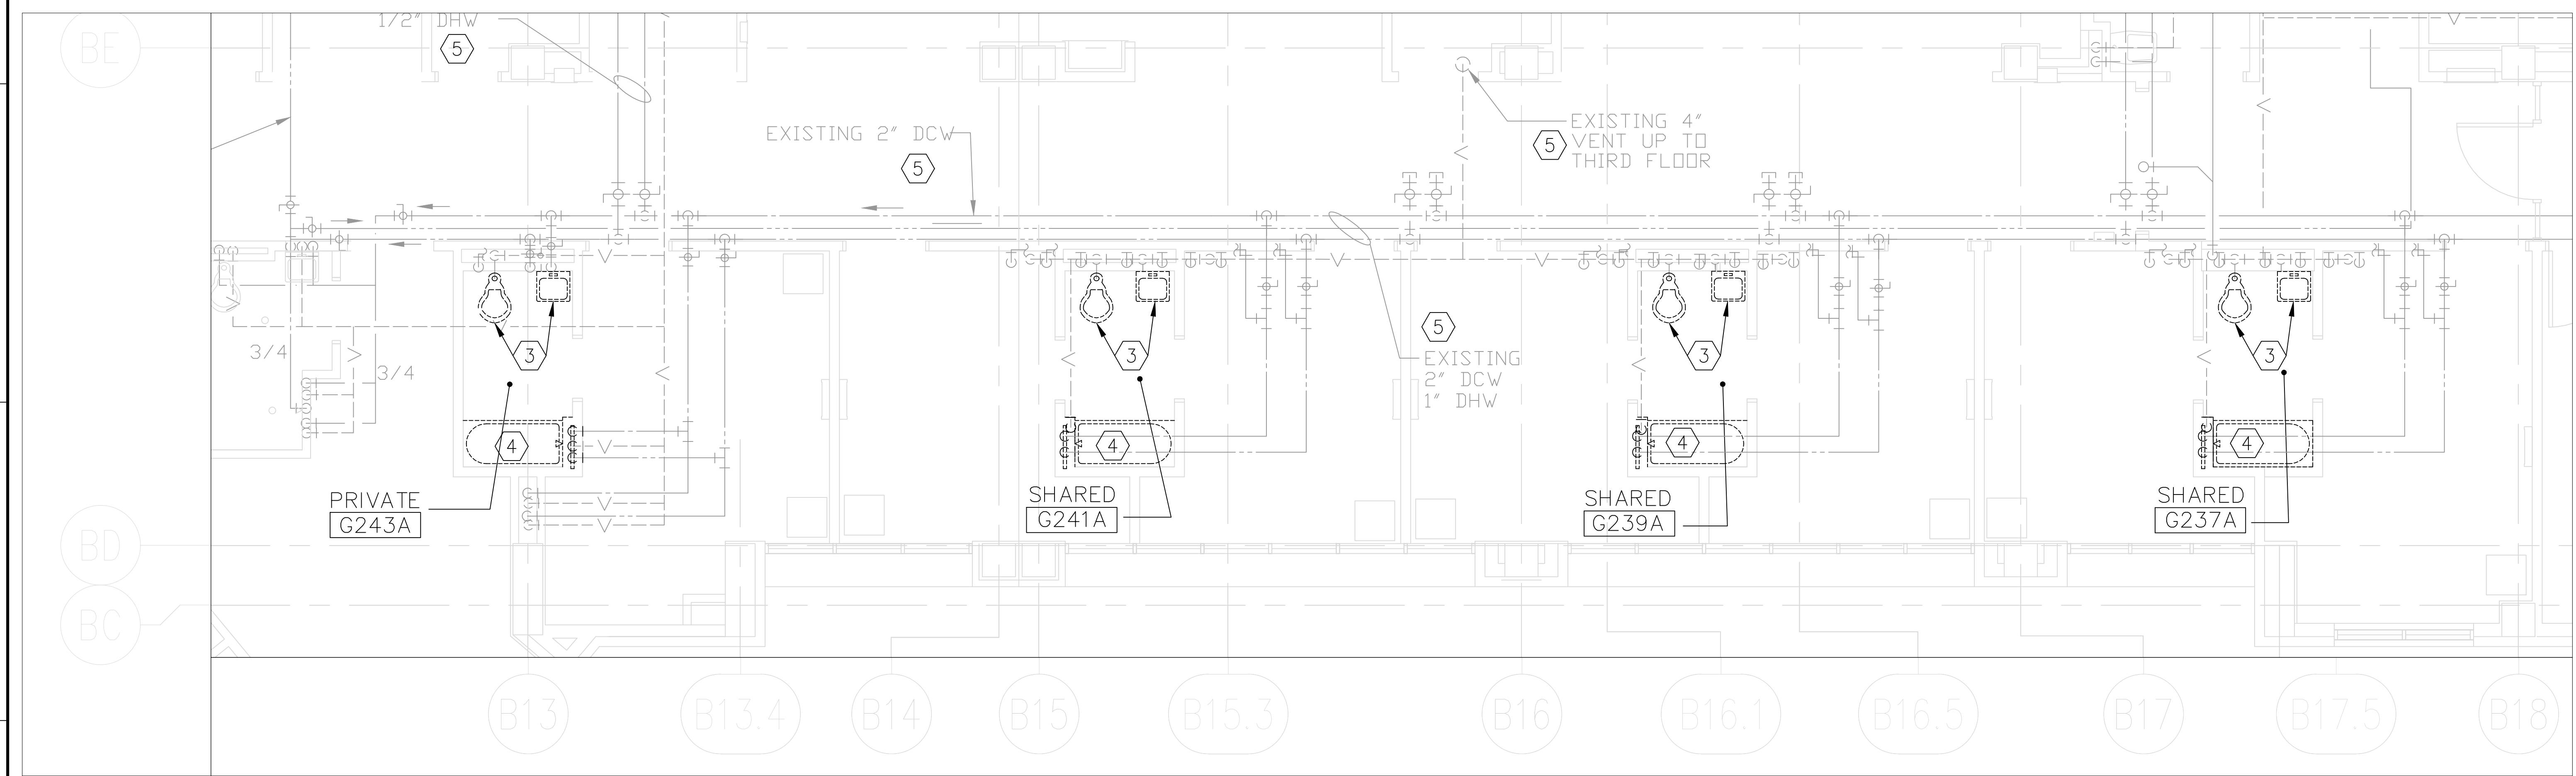 1/2" DHW
5
BE
EXISTING 2" DCW
5
EXISTING 4"
VENT UP TO
THIRD FLOOR
5
3/4
3/4
3
3
3
3
5
EXISTING
2" DCW
1" DHW
4
4
4
4
PRIVATE
G243A
SHARED
G241A
SHARED
G239A
SHARED
G237A
BD
BC
B13
B13.4
B14
B15
B15.3
B16
B16.1
B16.5
B17
B17.5
B18